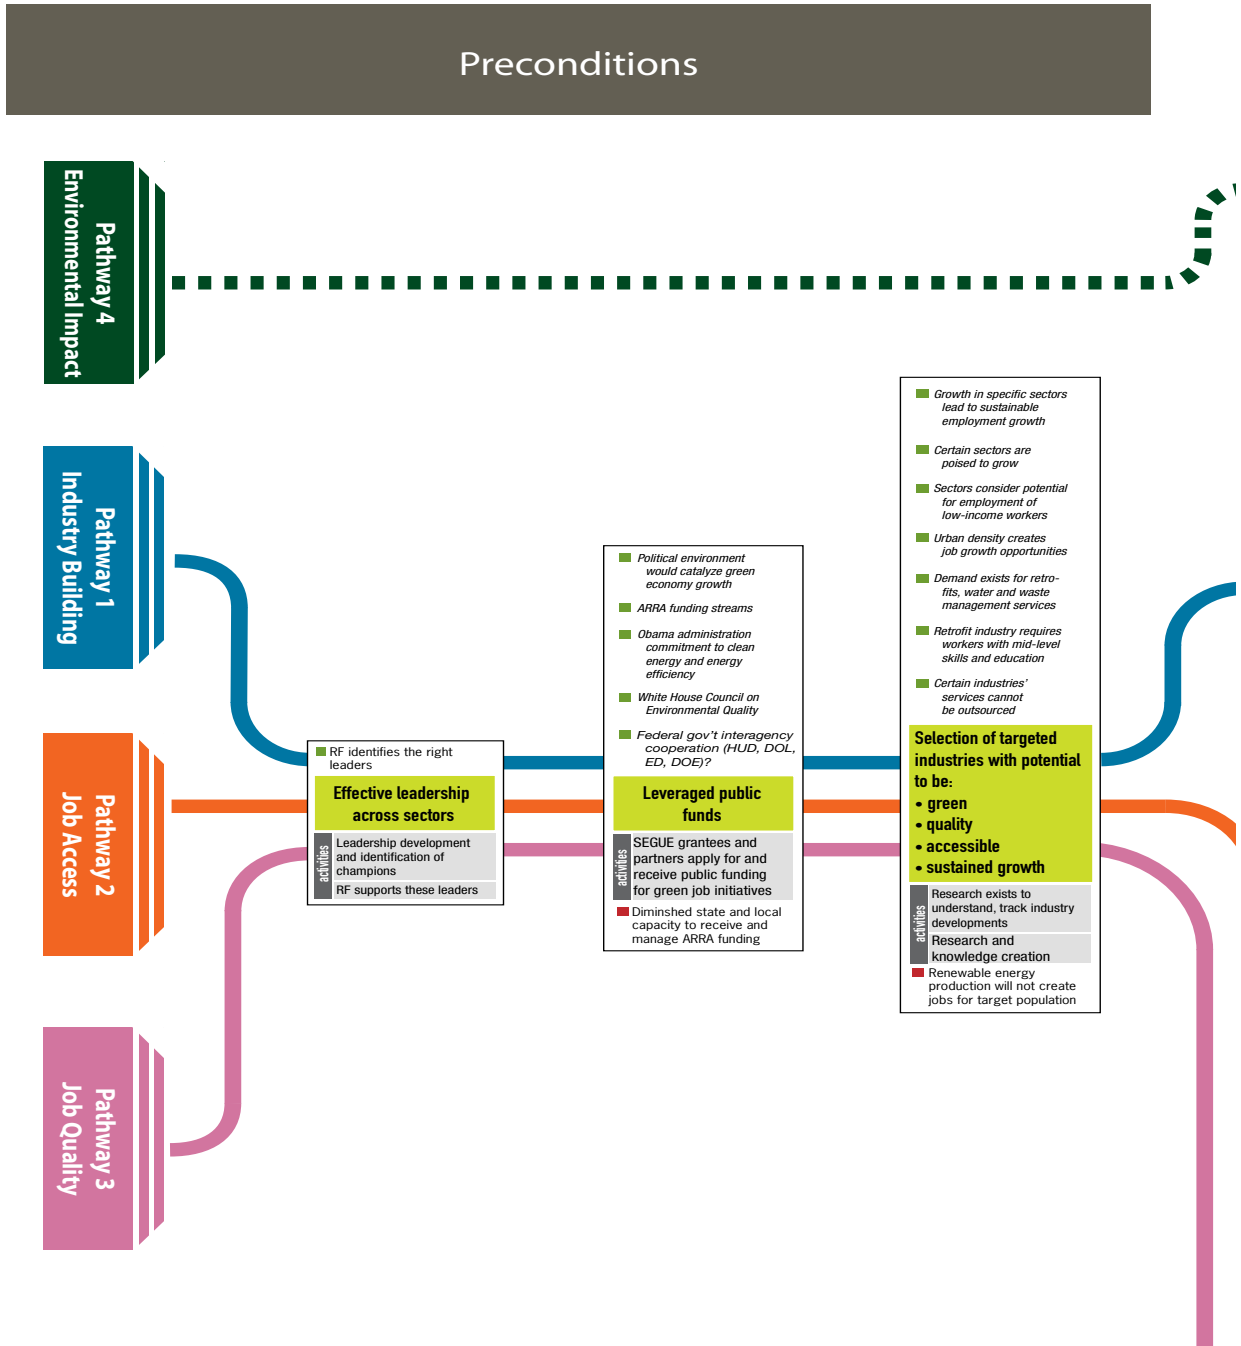 Preconditions
Pathway 4
Environmental Impact
Pathway 1
Industry Building
Pathway 2
Job Access
Pathway 3
Job Quality
RF identifies the right
leaders
Effective leadership
across sectors
activities
Leadership development
and identification of
champions
RF supports these leaders
Political environment
would catalyze green
economy growth
ARRA funding streams
Obama administration
commitment to clean
energy and energy
efficiency
White House Council on
Environmental Quality
Federal gov’t interagency
cooperation (HUD, DOL,
ED, DOE)?
Leveraged public
funds
activities
SEGUE grantees and
partners apply for and
receive public funding
for green job initiatives
Diminshed state and local
capacity to receive and
manage ARRA funding
Growth in specific sectors
lead to sustainable
employment growth
Certain sectors are
poised to grow
Sectors consider potential
for employment of
low-income workers
Urban density creates
job growth opportunities
Demand exists for retro-
fits, water and waste
management services
Retrofit industry requires
workers with mid-level
skills and education
Certain industries’
services cannot
be outsourced
Selection of targeted
industries with potential
to be:
• green
• quality
• accessible
• sustained growth
activities
Research exists to
understand, track industry
developments
Research and
knowledge creation
Renewable energy
production will not create
jobs for target population